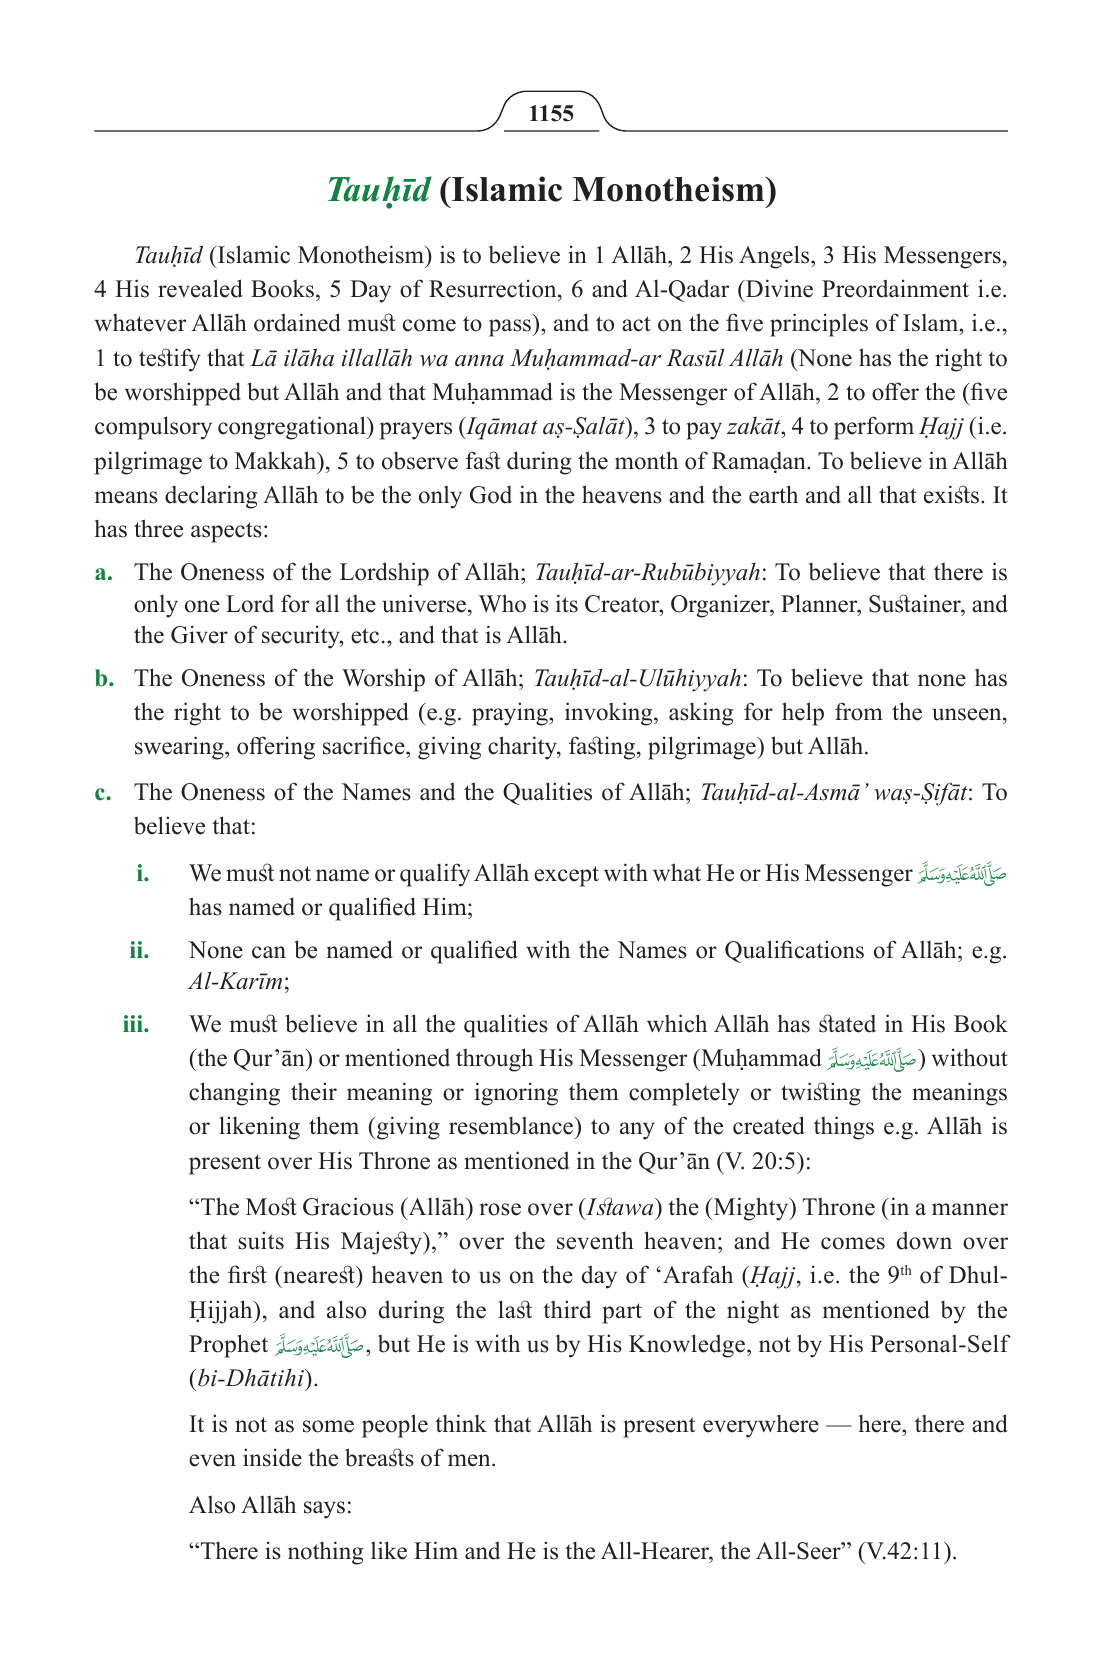 1155
Tauḥīd (Islamic Monotheism)
Tauḥīd (Islamic Monotheism) is to believe in 1 Allāh, 2 His Angels, 3 His Messengers,
4 His revealed Books, 5 Day of Resurrection, 6 and Al-Qadar (Divine Preordainment i.e.
whatever Allāh ordained must come to pass), and to act on the five principles of Islam, i.e.,
1 to testify that Lā ilāha illallāh wa anna Muḥammad-ar Rasūl Allāh (None has the right to
be worshipped but Allāh and that Muḥammad is the Messenger of Allāh, 2 to offer the (five
compulsory congregational) prayers (Iqāmat aṣ-Ṣalāt), 3 to pay zakāt, 4 to perform Ḥajj (i.e.
pilgrimage to Makkah), 5 to observe fast during the month of Ramaḍan. To believe in Allāh
means declaring Allāh to be the only God in the heavens and the earth and all that exists. It
has three aspects:
a. The Oneness of the Lordship of Allāh; Tauḥīd-ar-Rubūbiyyah: To believe that there is
only one Lord for all the universe, Who is its Creator, Organizer, Planner, Sustainer, and
the Giver of security, etc., and that is Allāh.
b. The Oneness of the Worship of Allāh; Tauḥīd-al-Ulūhiyyah: To believe that none has
the right to be worshipped (e.g. praying, invoking, asking for help from the unseen,
swearing, offering sacrifice, giving charity, fasting, pilgrimage) but Allāh.
c. The Oneness of the Names and the Qualities of Allāh; Tauḥīd-al-Asmā’ waṣ-Ṣifāt: To
believe that:
i. We must not name or qualify Allāh except with what He or His Messenger صَلَّى اللَّهُ عَلَيْهِ وَسَلَّمَ
has named or qualified Him;
ii. None can be named or qualified with the Names or Qualifications of Allāh; e.g.
Al-Karīm;
iii. We must believe in all the qualities of Allāh which Allāh has stated in His Book
(the Qur’ān) or mentioned through His Messenger (Muḥammad صَلَّى اللَّهُ عَلَيْهِ وَسَلَّمَ) without
changing their meaning or ignoring them completely or twisting the meanings
or likening them (giving resemblance) to any of the created things e.g. Allāh is
present over His Throne as mentioned in the Qur’ān (V. 20:5):
“The Most Gracious (Allāh) rose over (Istawa) the (Mighty) Throne (in a manner
that suits His Majesty),” over the seventh heaven; and He comes down over
the first (nearest) heaven to us on the day of ‘Arafah (Ḥajj, i.e. the 9th of Dhul-
Ḥijjah), and also during the last third part of the night as mentioned by the
Prophet صَلَّى اللَّهُ عَلَيْهِ وَسَلَّمَ, but He is with us by His Knowledge, not by His Personal-Self
(bi-Dhātihi).
It is not as some people think that Allāh is present everywhere — here, there and
even inside the breasts of men.
Also Allāh says:
“There is nothing like Him and He is the All-Hearer, the All-Seer” (V.42:11).